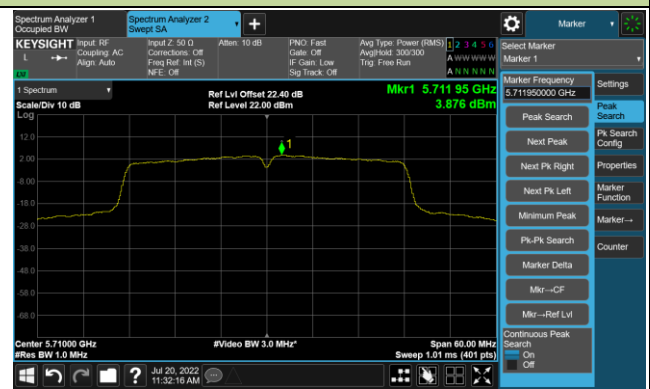 Spectrum Analyzer 1
Occupied BW
Spectrum Analyzer 2
Swept SA
Marker
KEYSIGHT
L
Input: RF
Coupling: AC
Align: Auto
Input Z: 50 Ω
Corrections: Off
Freq Ref: Int (S)
NFE: Off
Atten: 10 dB
PNO: Fast
Gate: Off
IF Gain: Low
Sig Track: Off
Avg Type: Power (RMS)
Avg|Hold: 300/300
Trig: Free Run
1 2 3 4 5 6
A W W W W W
A N N N N N
Select Marker
Marker 1
1 Spectrum
Scale/Div 10 dB
Log
Ref Lvl Offset 22.40 dB
Ref Level 22.00 dBm
Mkr1 5.711 95 GHz
3.876 dBm
1
12.0
2.00
-8.00
-18.0
-28.0
-38.0
-48.0
-58.0
-68.0
Center 5.71000 GHz
#Res BW 1.0 MHz
#Video BW 3.0 MHz*
Span 60.00 MHz
Sweep 1.01 ms (401 pts)
Marker Frequency
5.711950000 GHz
Peak Search
Next Peak
Next Pk Right
Next Pk Left
Minimum Peak
Pk-Pk Search
Marker Delta
Mkr→CF
Mkr→Ref Lvl
Continuous Peak
Search
On
Off
Settings
Peak
Search
Pk Search
Config
Properties
Marker
Function
Marker→
Counter
?
Jul 20, 2022
11:32:16 AM